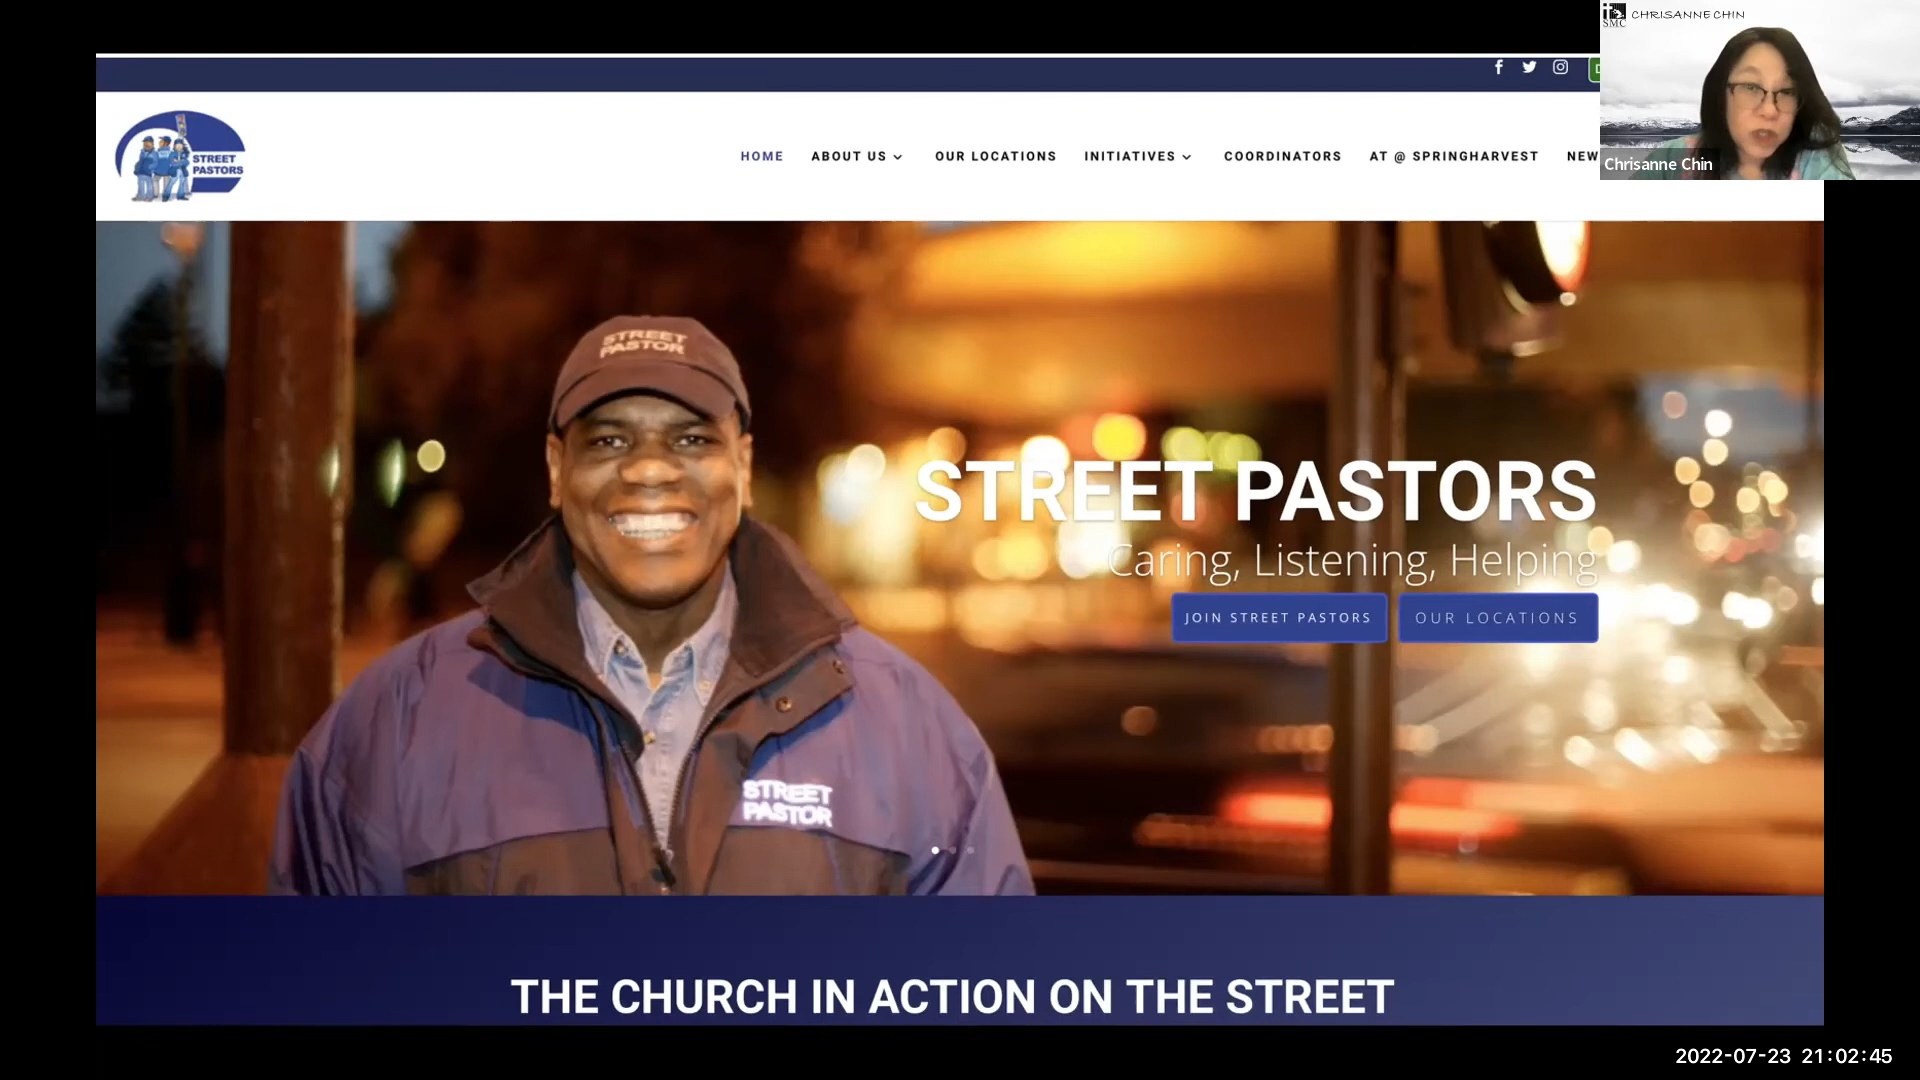 SMC
CHRISANNE CHIN
Chrisanne Chin
STREET
PASTORS
HOME
ABOUT US
OUR LOCATIONS
INITIATIVES
COORDINATORS
AT @ SPRINGHARVEST
NEW
STREET
PASTOR
STREET PASTORS
Caring, Listening, Helping
JOIN STREET PASTORS
OUR LOCATIONS
STREET
PASTOR
THE CHURCH IN ACTION ON THE STREET
2022-07-23 21:02:45